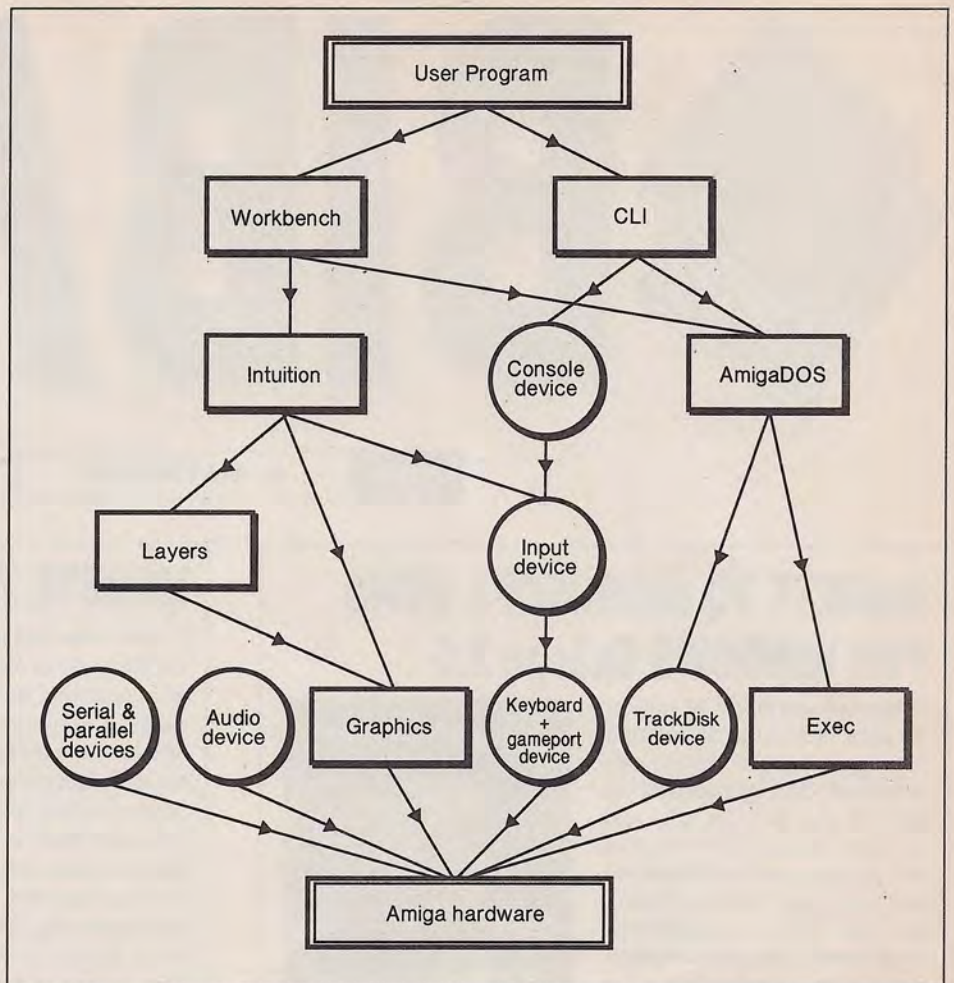 User Program
Workbench
CLI
Intuition
Console
device
AmigaDOS
Layers
Input
device
Serial &
parallel
devices
Audio
device
Graphics
Keyboard
+
gameport
device
TrackDisk
device
Exec
Amiga hardware